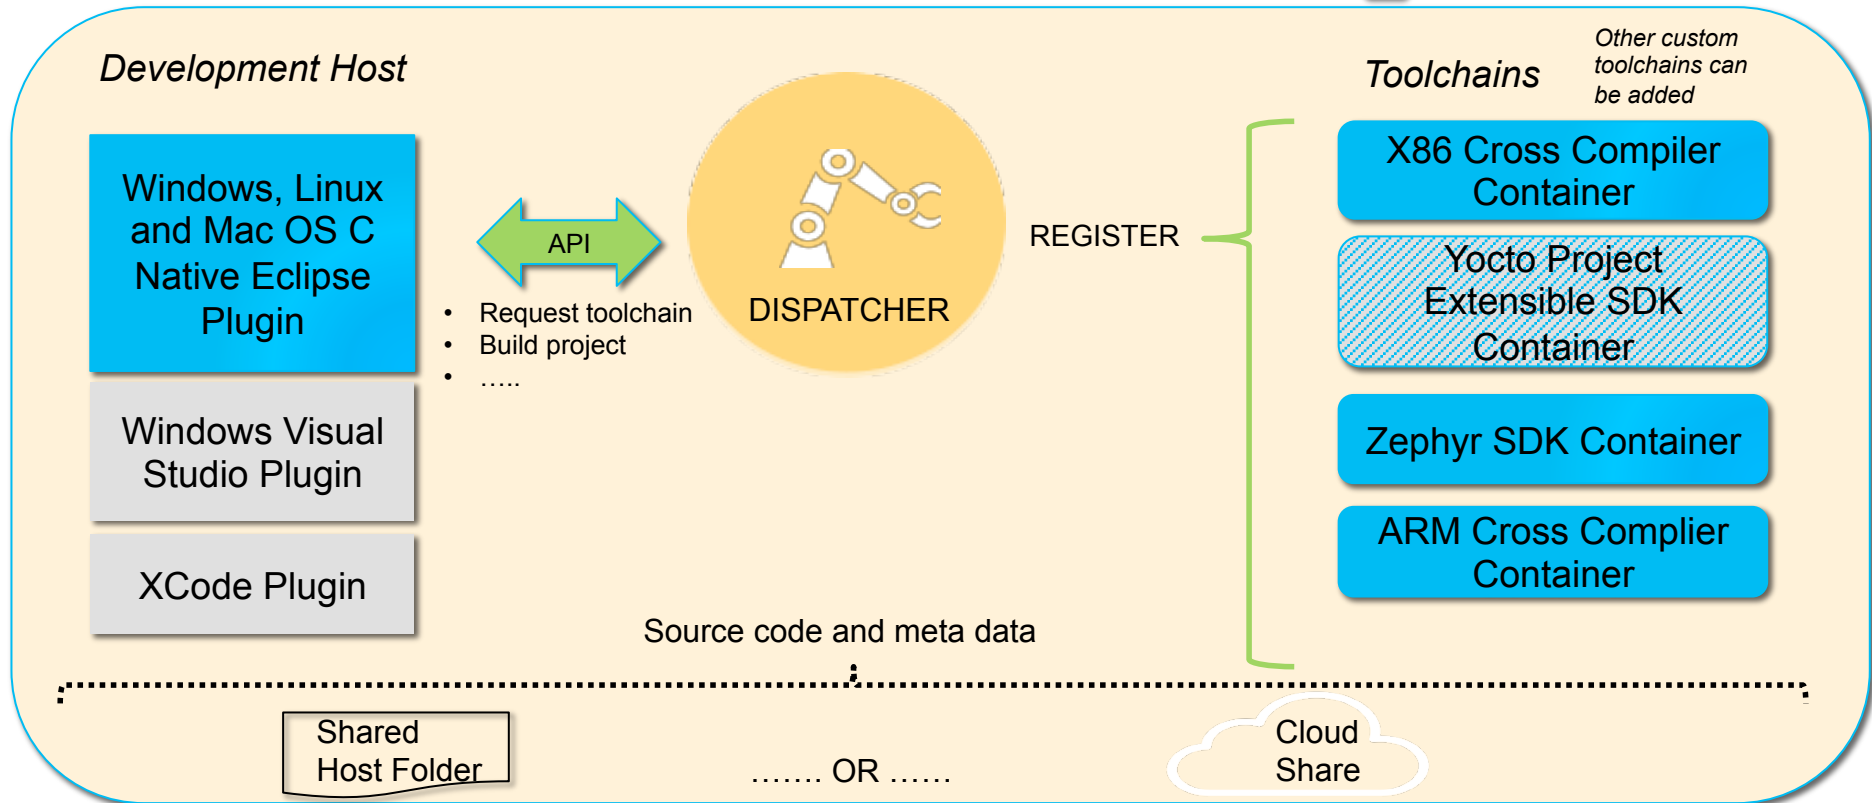 Development Host
Toolchains
Other custom
toolchains can
be added
Windows, Linux
and Mac OS C
Native Eclipse
Plugin
Windows Visual
Studio Plugin
XCode Plugin
API
• Request toolchain
• Build project
• …..
DISPATCHER
REGISTER
X86 Cross Compiler
Container
Yocto Project
Extensible SDK
Container
Zephyr SDK Container
ARM Cross Complier
Container
Source code and meta data
Shared
Host Folder
……. OR ……
Cloud
Share